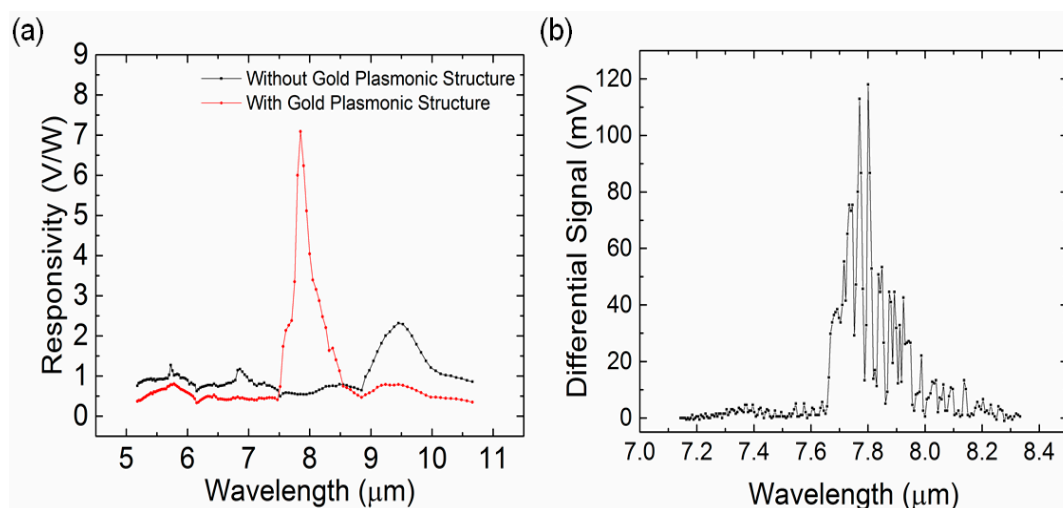 (a)
Responsivity (V/W)
9
8
7
6
5
4
3
2
1
0
Without Gold Plasmonic Structure
With Gold Plasmonic Structure
5 6 7 8 9 10 11
Wavelength (μm)
(b)
Differential Signal (mV)
120
100
80
60
40
20
0
7.0 7.2 7.4 7.6 7.8 8.0 8.2 8.4
Wavelength (μm)